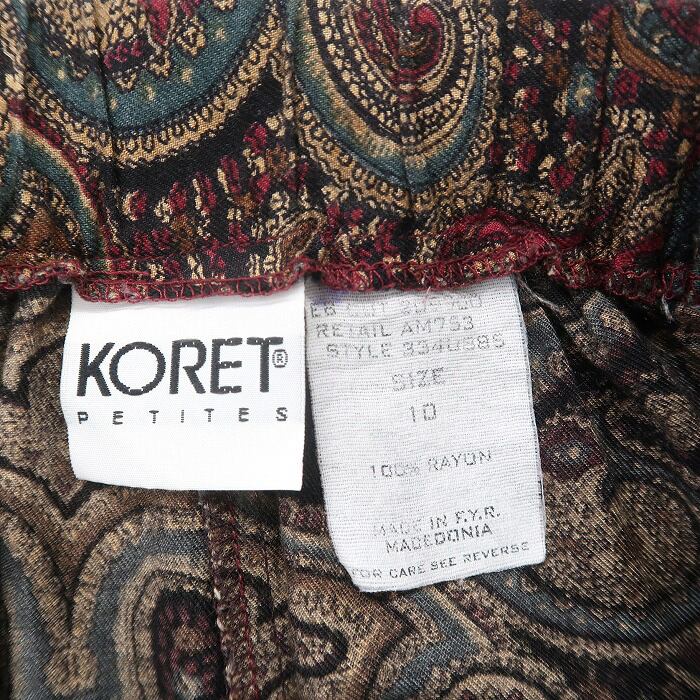 KORET®
PETITES
RETAIL AM753
STYLE 3340585
SIZE
10
100% RAYON
MADE IN F.Y.R.
MACEDONIA
FOR CARE SEE REVERSE